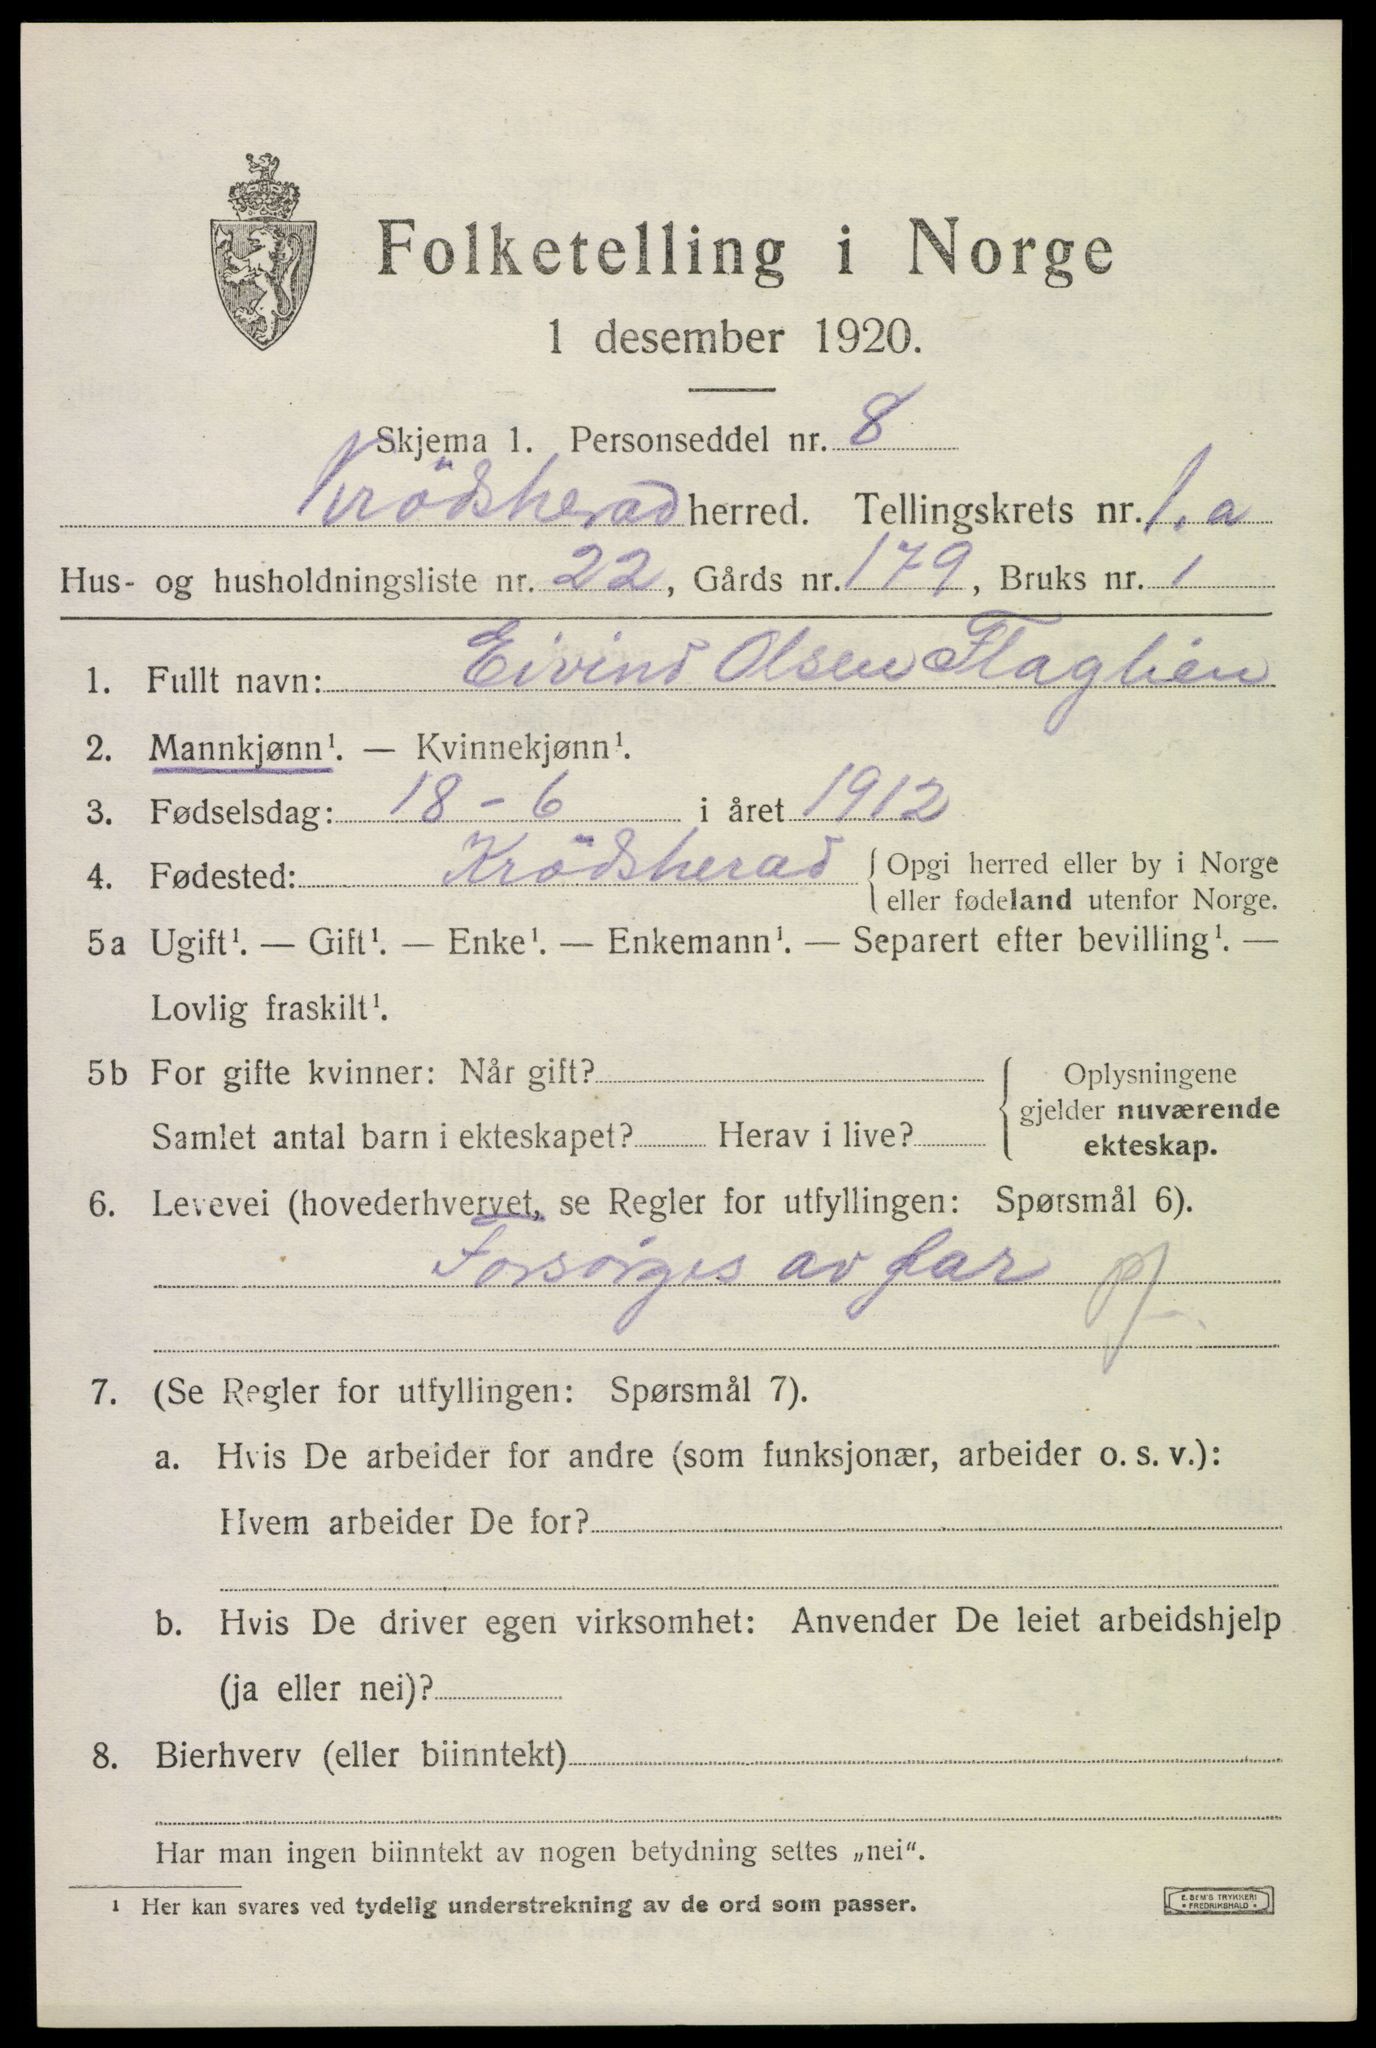 Folketelling i Norge
1 desember 1920.
Skjema 1. Personseddel nr. 8
Krödsherad herred. Tellingskrets nr. 1.a
Hus- og husholdningsliste nr. 22, Gårds nr. 179, Bruks nr. 1
1. Fullt navn: Eivind Olsen Flaglien
2. Mannkjønn¹. — Kvinnekjønn¹.
3. Fødselsdag: 18-6 i året 1912
4. Fødested: Krödsherad { Opgi herred eller by i Norge
eller fødeland utenfor Norge.
5a Ugift¹. — Gift¹. — Enke¹. — Enkemann¹. — Separert efter bevilling¹. —
Lovlig fraskilt¹.
5b For gifte kvinner: Når gift?
Samlet antal barn i ekteskapet? Herav i live?
{ Oplysningene
gjelder nuværende
ekteskap.
6. Levevei (hovederhvervet, se Regler for utfyllingen: Spørsmål 6).
Forsörges av far
7. (Se Regler for utfyllingen: Spørsmål 7).
a. Hvis De arbeider for andre (som funksjonær, arbeider o. s. v.):
Hvem arbeider De for?
b. Hvis De driver egen virksomhet: Anvender De leiet arbeidshjelp
(ja eller nei)?
8. Bierhverv (eller biinntekt)
Har man ingen biinntekt av nogen betydning settes „nei“.
¹ Her kan svares ved tydelig understrekning av de ord som passer.
E. SEM'S TRYKKERI
* FREDRIKSHALD *